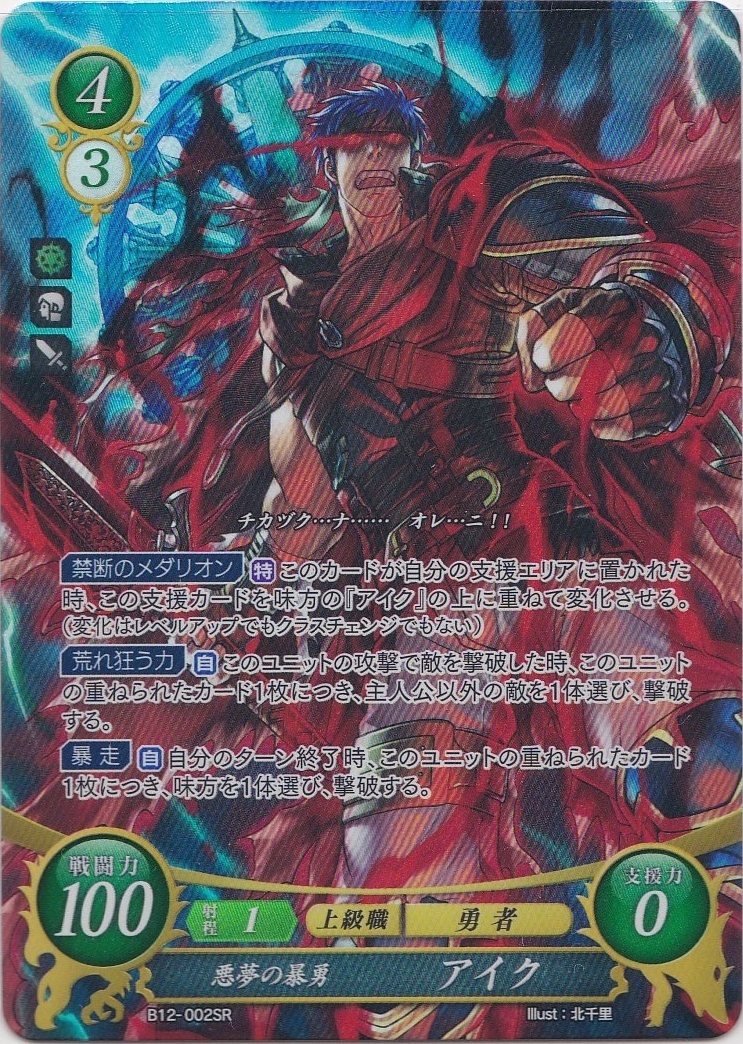 4
3
チカヅク…ナ…… オレ…ニ!!
禁断のメダリオン 特 このカードが自分の支援エリアに置かれた
時、この支援カードを味方の『アイク』の上に重ねて変化させる。
(変化はレベルアップでもクラスチェンジでもない)
荒れ狂う力 自 このユニットの攻撃で敵を撃破した時、このユニット
の重ねられたカード1枚につき、主人公以外の敵を1体選び、撃破
する。
暴走 自 自分のターン終了時、このユニットの重ねられたカード
1枚につき、味方を1体選び、撃破する。
戦闘力
100
射程 1
上級職 勇者
支援力
0
悪夢の暴勇 アイク
B12-002SR
Illust:北千里